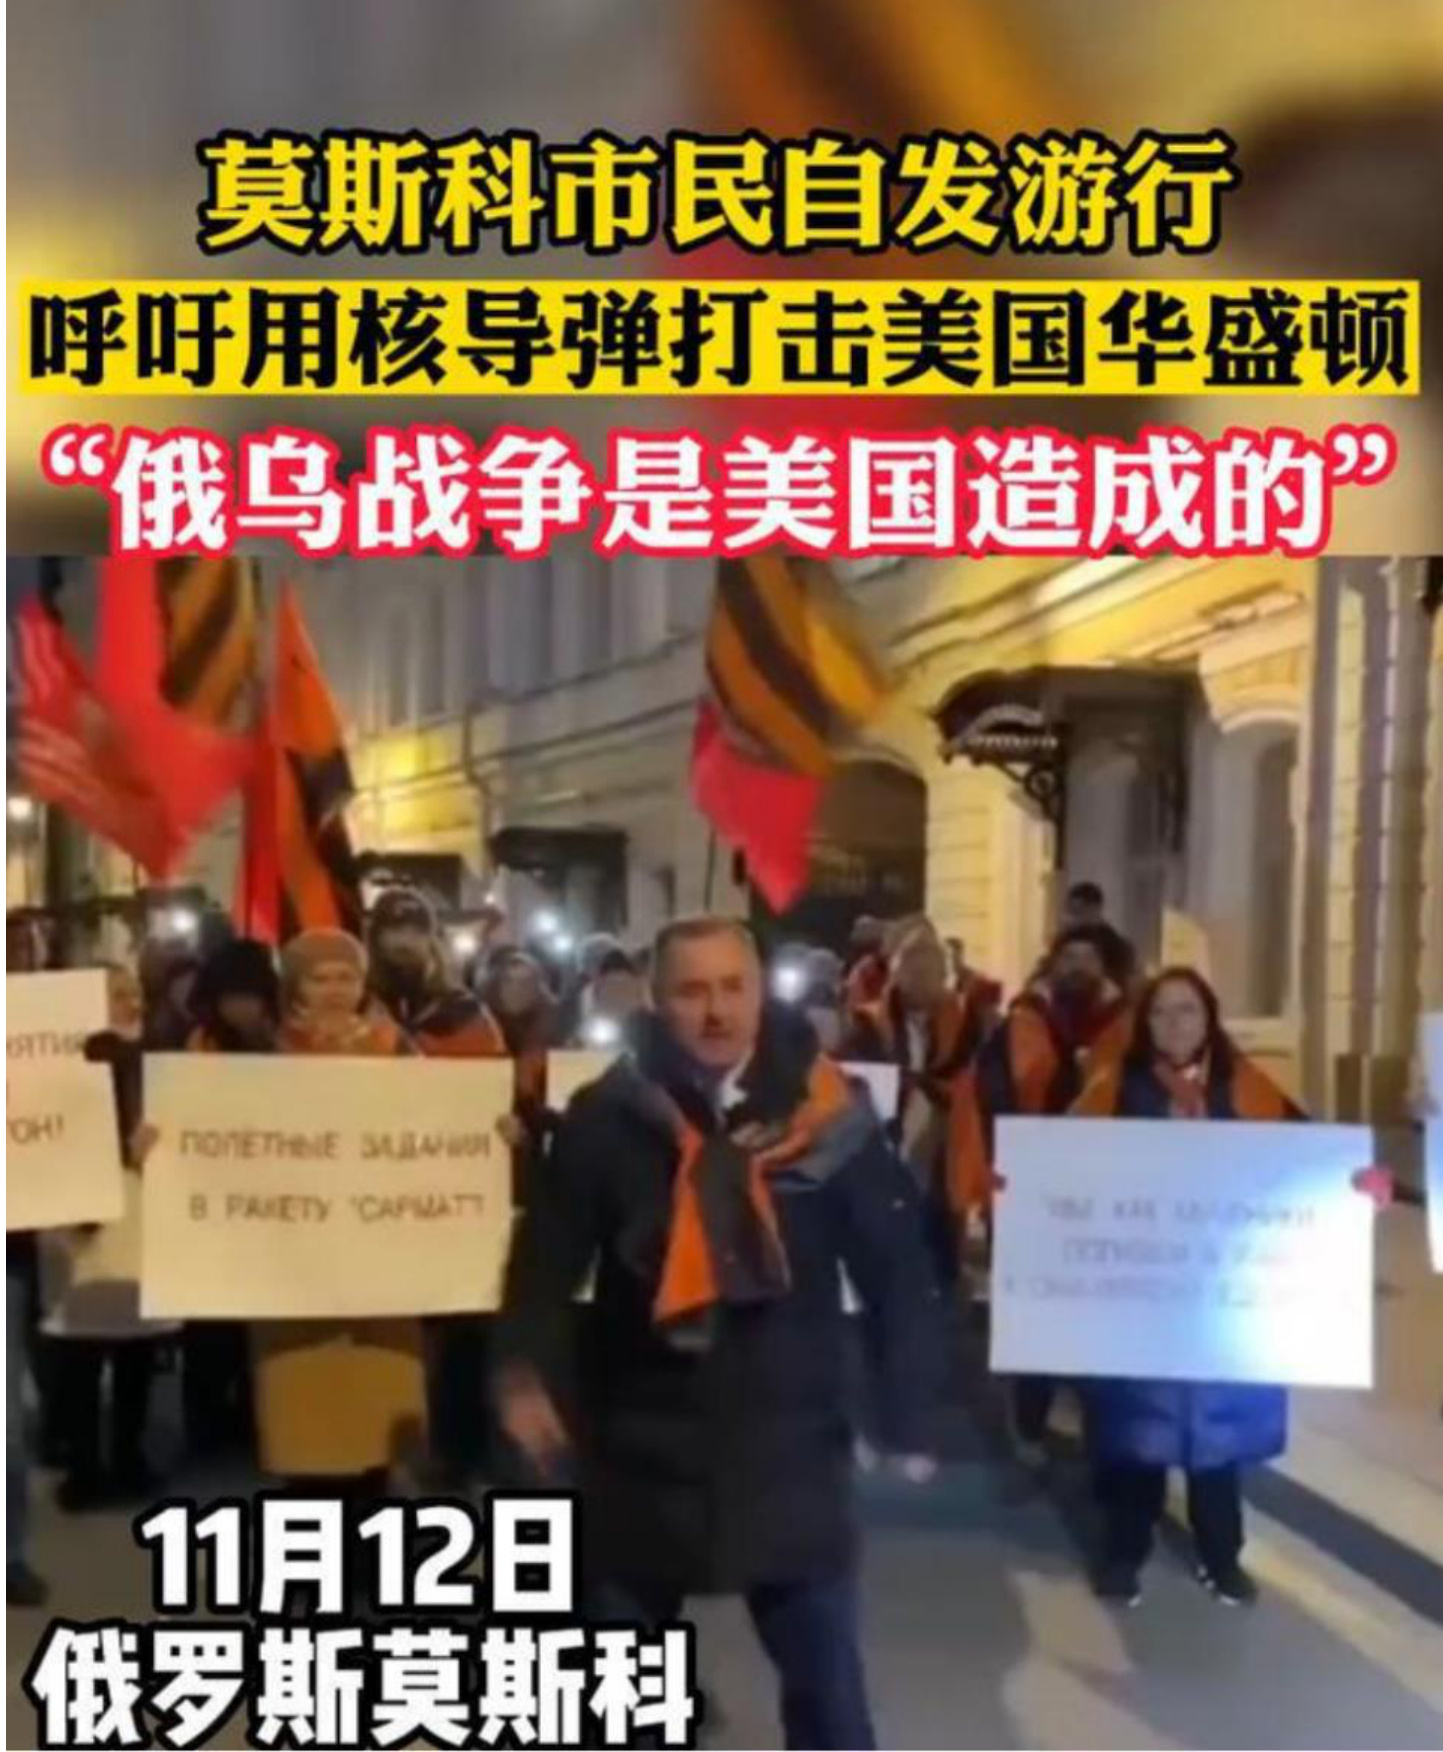 莫斯科市民自发游行
呼吁用核导弹打击美国华盛顿
“俄乌战争是美国造成的”
ПОЛЕТНЫЕ ЗАДАНИЯ
В РАКЕТУ "САРМАТ"
11月12日
俄罗斯莫斯科